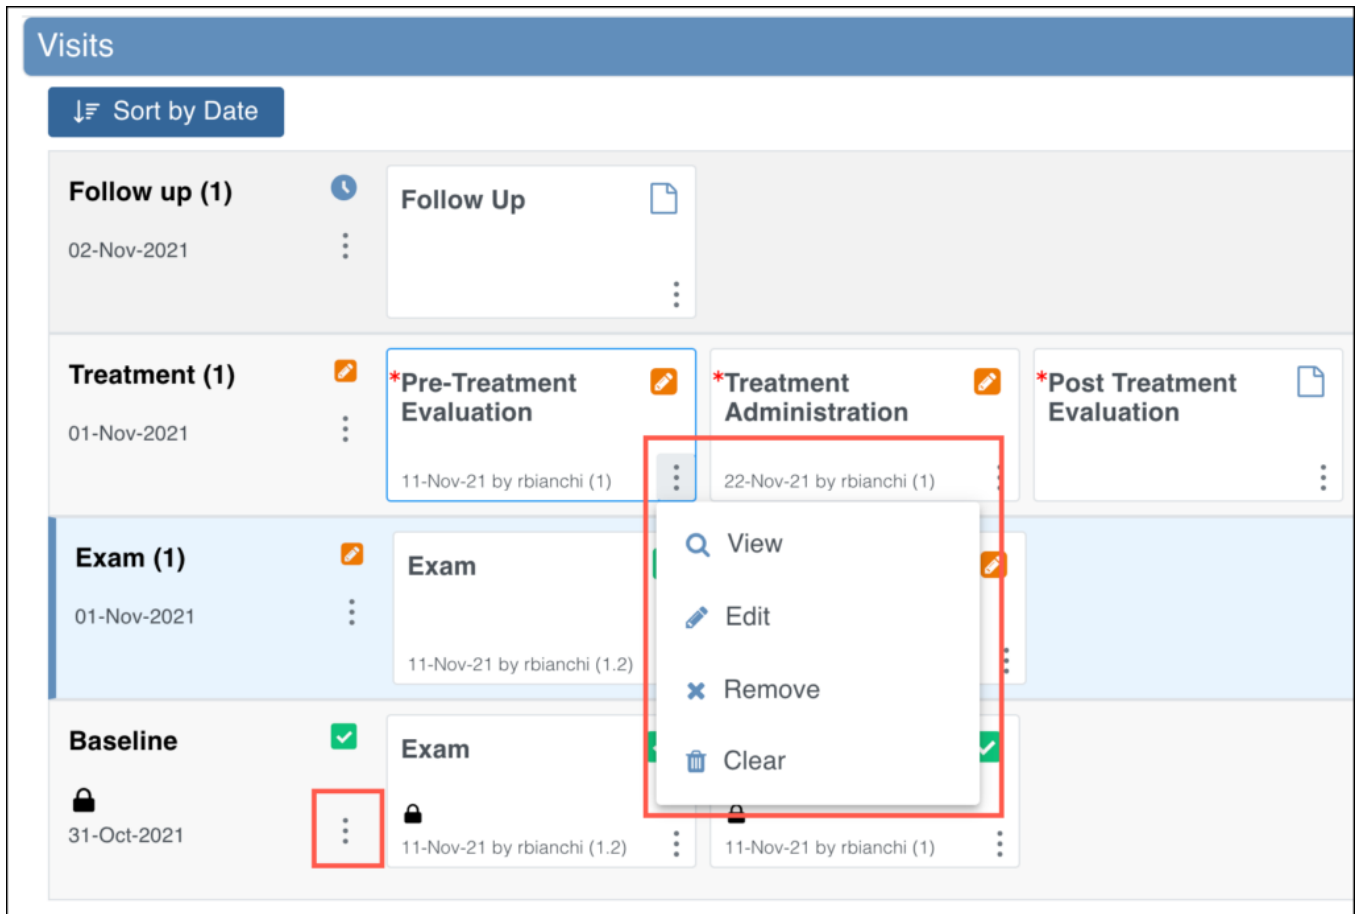 Visits
Sort by Date
Follow up (1)
02-Nov-2021
Follow Up
Treatment (1)
01-Nov-2021
*Pre-Treatment
Evaluation
11-Nov-21 by rbianchi (1)
*Treatment
Administration
22-Nov-21 by rbianchi (1)
*Post Treatment
Evaluation
Exam (1)
01-Nov-2021
Exam
11-Nov-21 by rbianchi (1.2)
View
Edit
Remove
Clear
Baseline
31-Oct-2021
Exam
11-Nov-21 by rbianchi (1.2)
11-Nov-21 by rbianchi (1)